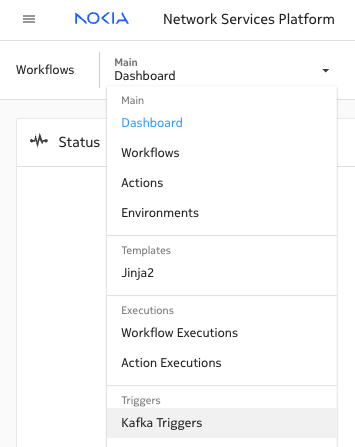 NOKIA Network Services Platform
Workflows
Main
Dashboard
Main
Dashboard
Workflows
Actions
Environments
Templates
Jinja2
Executions
Workflow Executions
Action Executions
Triggers
Kafka Triggers
Status